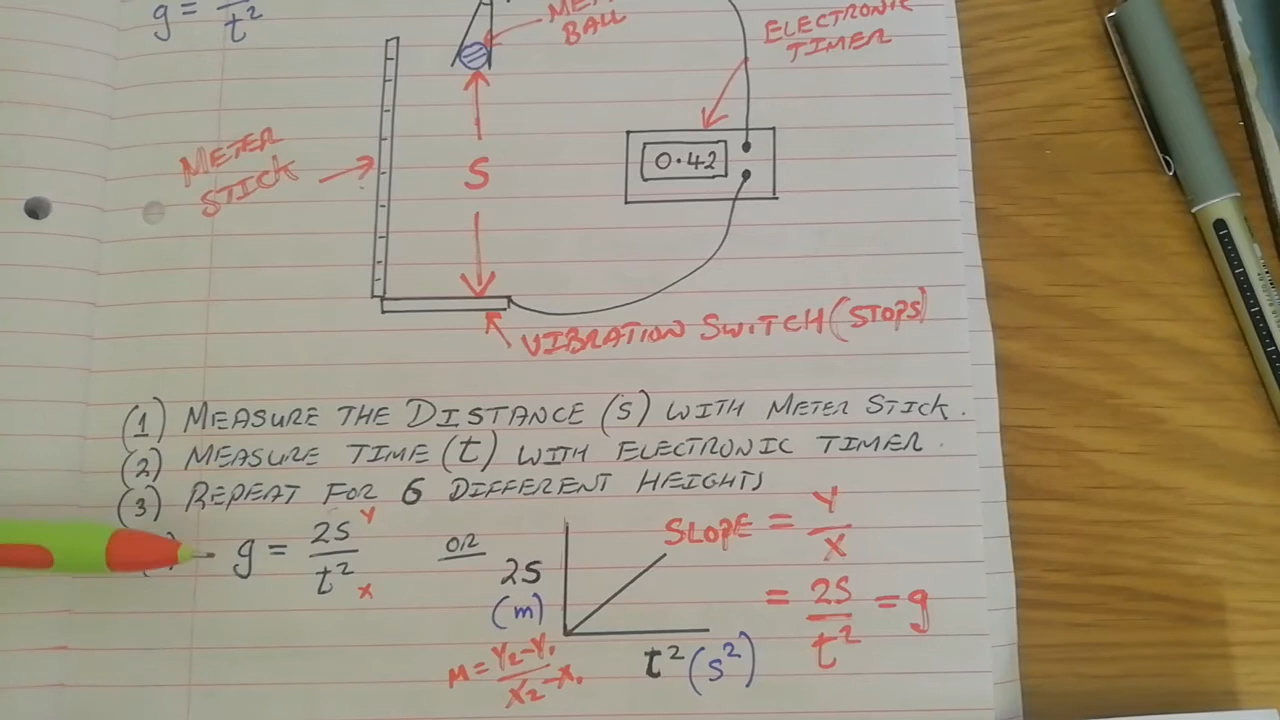 g = — t²
BALL
ELECTRONIC
TIMER
METER
STICK
S
0.42
VIBRATION SWITCH (STOPS)
(1) MEASURE THE DISTANCE (S) WITH METER STICK.
(2) MEASURE TIME (t) WITH ELECTRONIC TIMER.
(3) REPEAT FOR 6 DIFFERENT HEIGHTS
g = 2S / t² Y X
OR
2S
(m)
t² (s²)
SLOPE = Y / X
= 2S / t² = g
M = Y₂-Y₁ / X₂-X₁